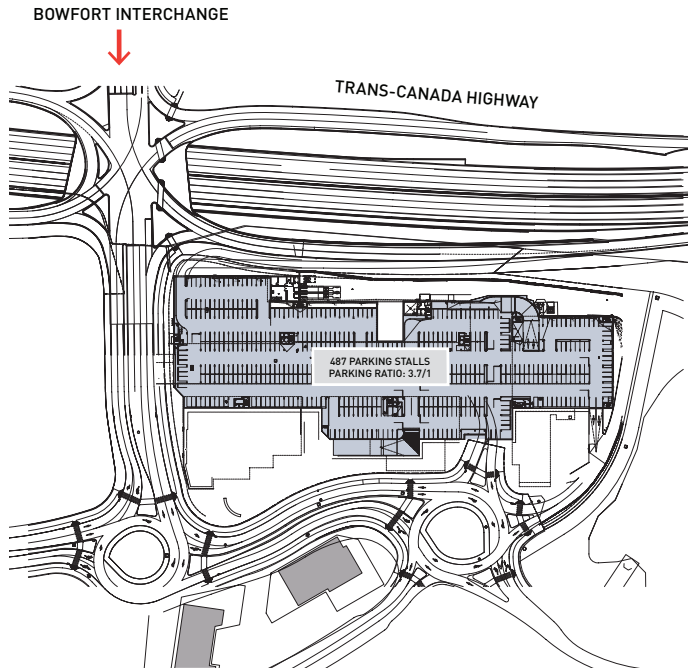 BOWFORT INTERCHANGE
TRANS-CANADA HIGHWAY
487 PARKING STALLS
PARKING RATIO: 3.7/1